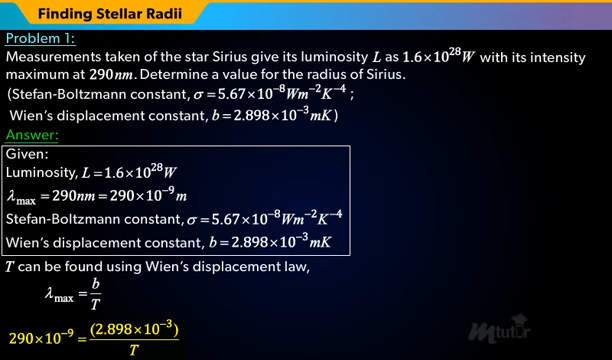 Finding Stellar Radii
Problem 1:
Measurements taken of the star Sirius give its luminosity L as 1.6×10²⁸W with its intensity
maximum at 290nm. Determine a value for the radius of Sirius.
(Stefan-Boltzmann constant, σ=5.67×10⁻⁸Wm⁻²K⁻⁴ ;
Wien's displacement constant, b=2.898×10⁻³mK)
Answer:
Given:
Luminosity, L=1.6×10²⁸W
λmax=290nm=290×10⁻⁹m
Stefan-Boltzmann constant, σ=5.67×10⁻⁸Wm⁻²K⁻⁴
Wien's displacement constant, b=2.898×10⁻³mK
T can be found using Wien's displacement law,
λmax=b/T
290×10⁻⁹=(2.898×10⁻³)/T
mtutor